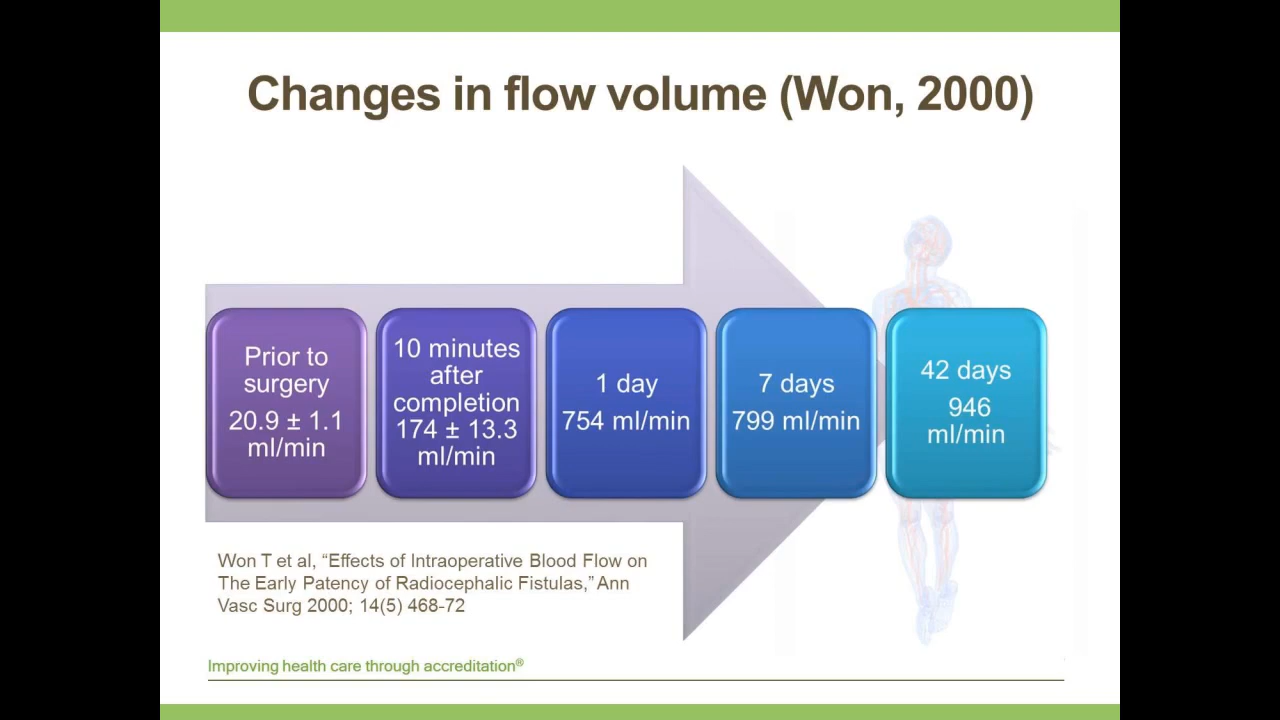 Changes in flow volume (Won, 2000)
Prior to
surgery
20.9 ± 1.1
ml/min
10 minutes
after
completion
174 ± 13.3
ml/min
1 day
754 ml/min
7 days
799 ml/min
42 days
946
ml/min
Won T et al, “Effects of Intraoperative Blood Flow on
The Early Patency of Radiocephalic Fistulas,” Ann
Vasc Surg 2000; 14(5) 468-72
Improving health care through accreditation®